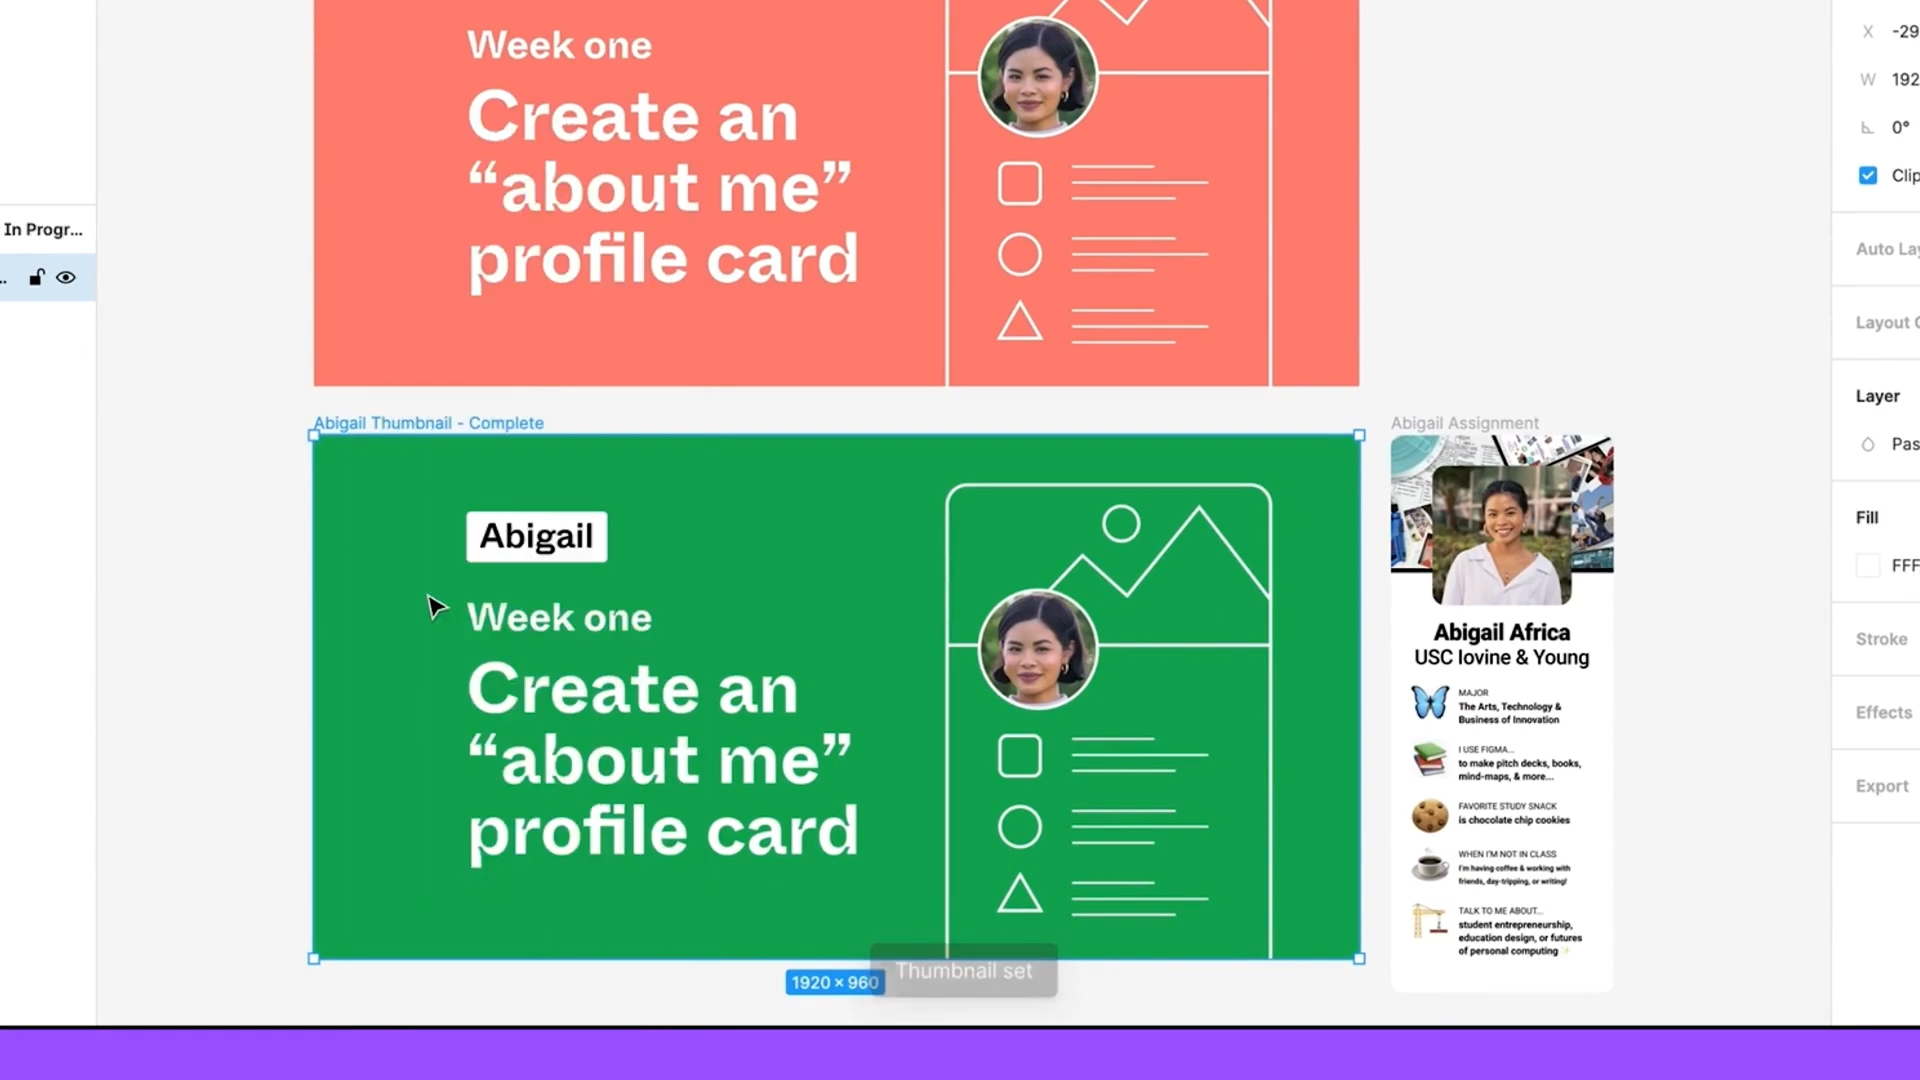 Week one
Create an
“about me”
profile card
In Progr...
...
Abigail Thumbnail - Complete
Abigail
Week one
Create an
“about me”
profile card
1920 × 960
Thumbnail set
Abigail Assignment
Abigail Africa
USC Iovine & Young
MAJOR
The Arts, Technology &
Business of Innovation
I USE FIGMA...
to make pitch decks, books,
mind-maps, & more...
FAVORITE STUDY SNACK
is chocolate chip cookies
WHEN I'M NOT IN CLASS
I'm having coffee & working with
friends, day-tripping, or writing!
TALK TO ME ABOUT...
student entrepreneurship,
education design, or futures
of personal computing
X -29
W 192
0°
Clip
Auto Lay
Layout G
Layer
Pas
Fill
FFF
Stroke
Effects
Export